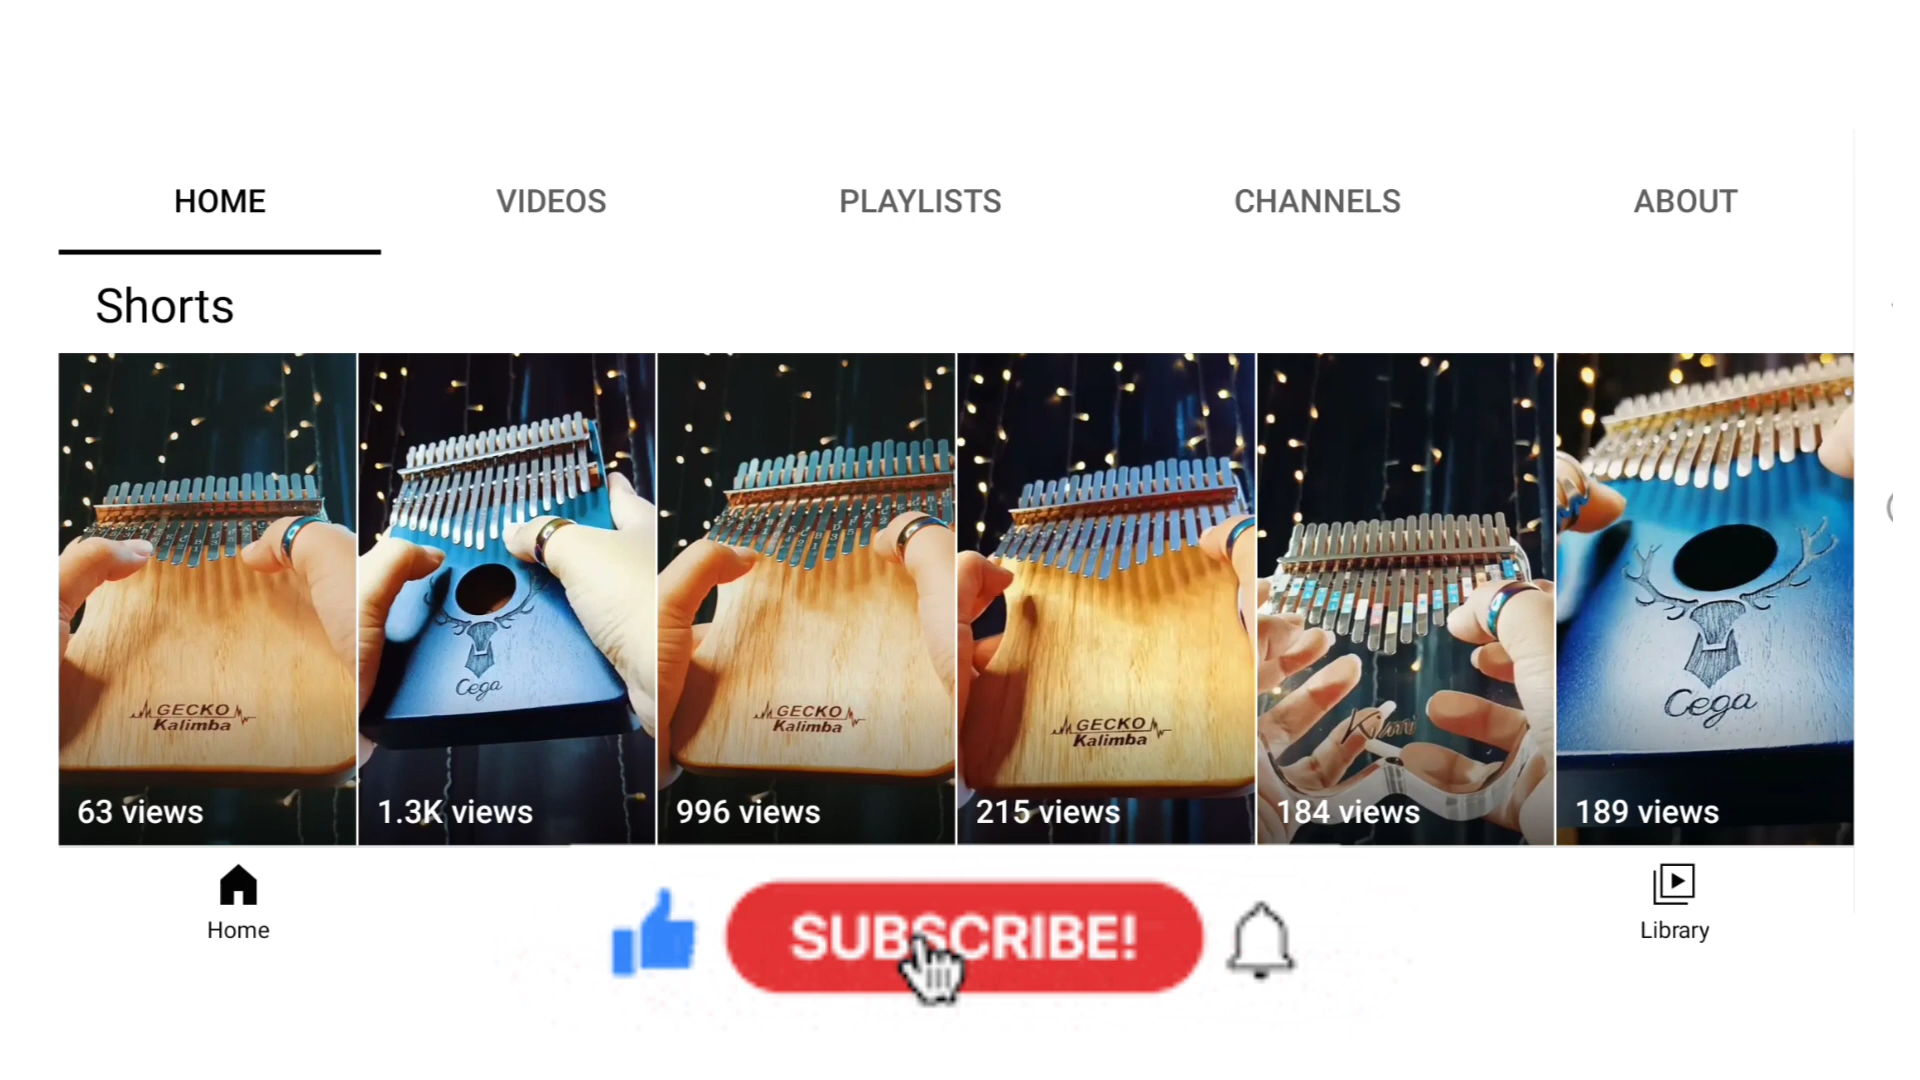 HOME VIDEOS PLAYLISTS CHANNELS ABOUT
Shorts
GECKO
Kalimba
Cega
GECKO
Kalimba
GECKO
Kalimba
Kimi
Cega
63 views 1.3K views 996 views 215 views 184 views 189 views
Home
SUBSCRIBE!
Library